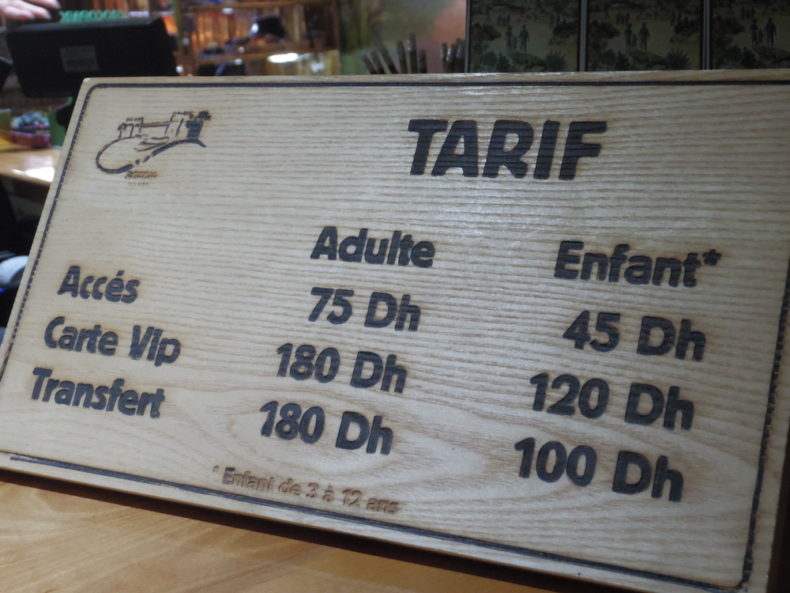 TARIF
Adulte Enfant*
Accés 75 Dh 45 Dh
Carte Vip 180 Dh 120 Dh
Transfert 180 Dh 100 Dh
* Enfant de 3 à 12 ans